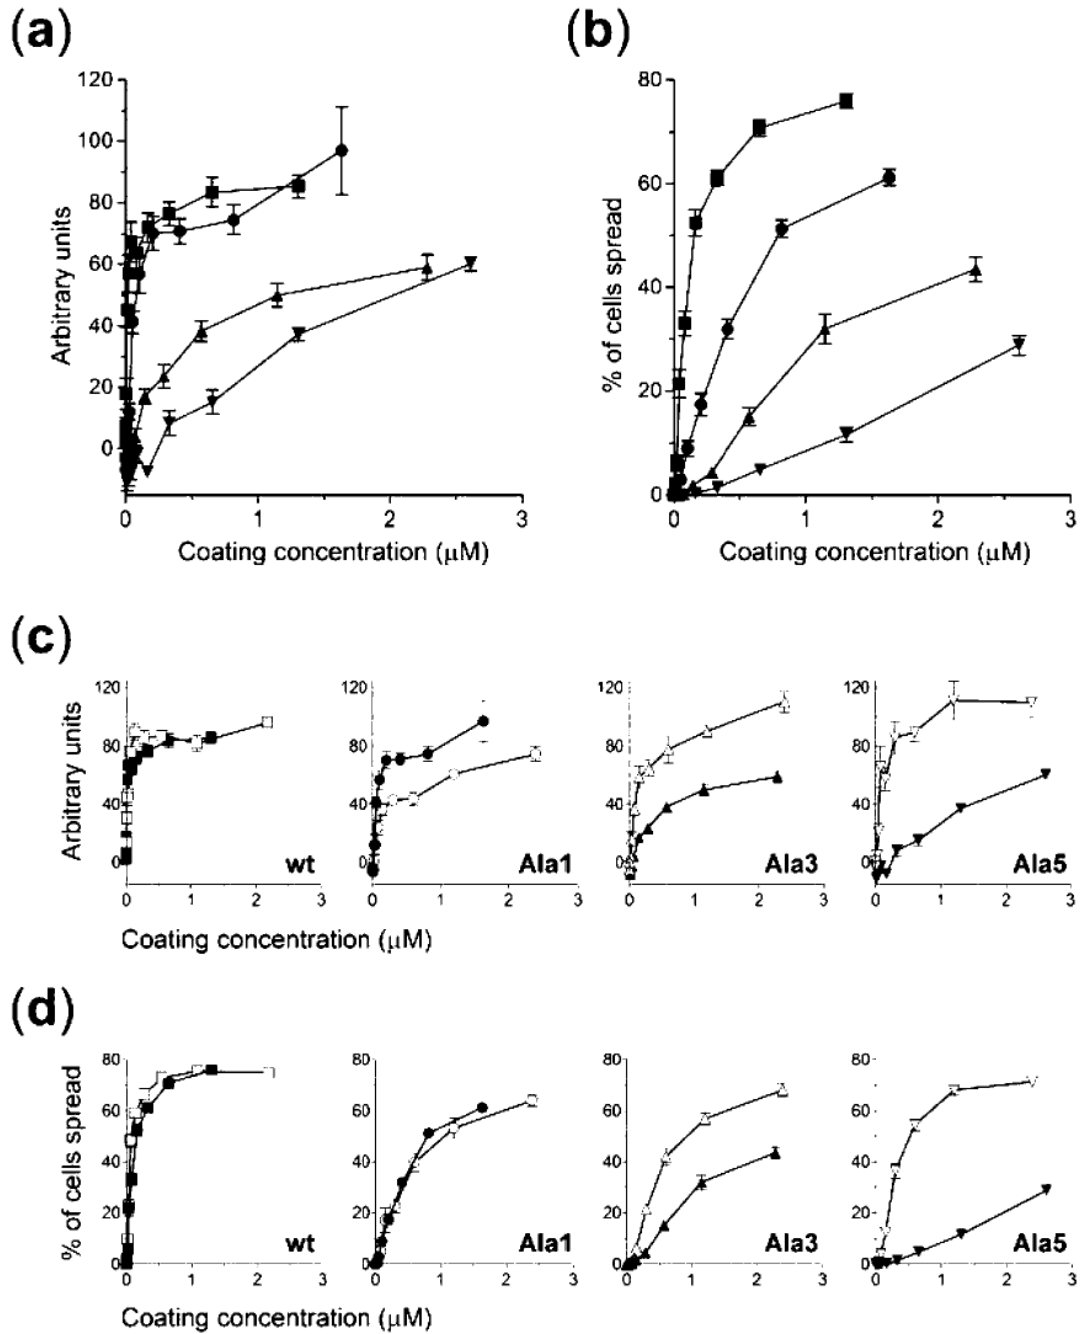 (a)
120
100
80
60
40
20
0
Arbitrary units
0 1 2 3
Coating concentration (μM)
(b)
80
60
40
20
0
% of cells spread
0 1 2 3
Coating concentration (μM)
(c)
Arbitrary units
120
80
40
0
wt
0 1 2 3
120
80
40
0
Ala1
0 1 2 3
120
80
40
0
Ala3
0 1 2 3
120
80
40
0
Ala5
0 1 2 3
Coating concentration (μM)
(d)
% of cells spread
80
60
40
20
0
wt
0 1 2 3
80
60
40
20
0
Ala1
0 1 2 3
80
60
40
20
0
Ala3
0 1 2 3
80
60
40
20
0
Ala5
0 1 2 3
Coating concentration (μM)